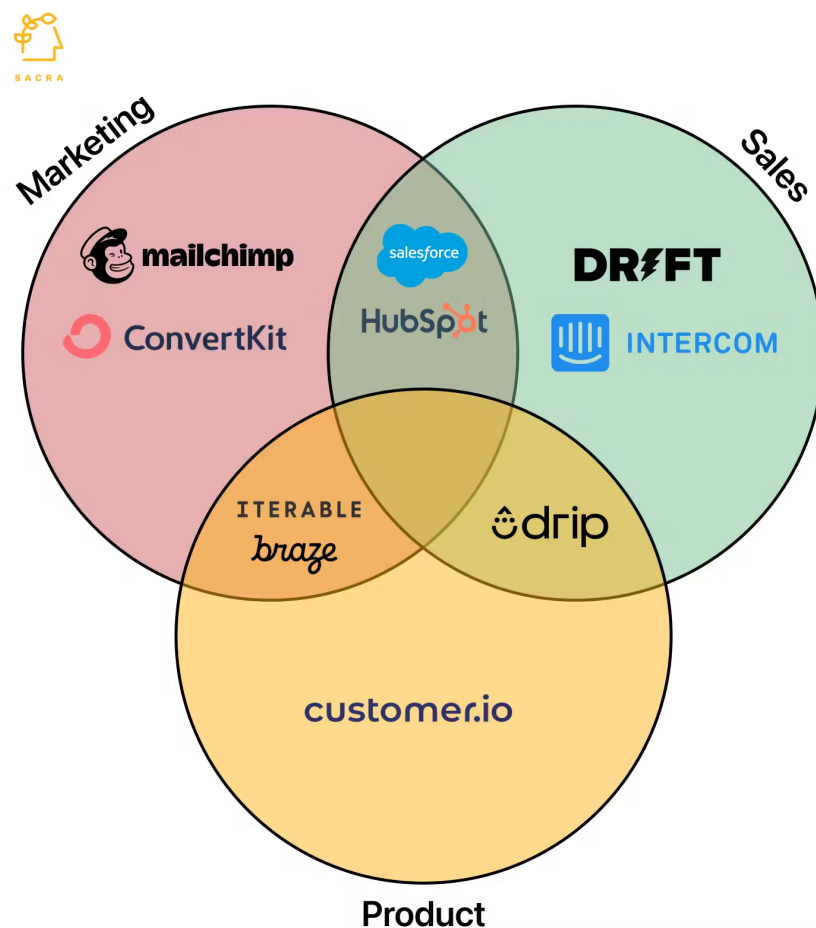 SACRA
Marketing
Sales
mailchimp
salesforce
DRIFT
ConvertKit
HubSpot
INTERCOM
ITERABLE
braze
drip
customer.io
Product